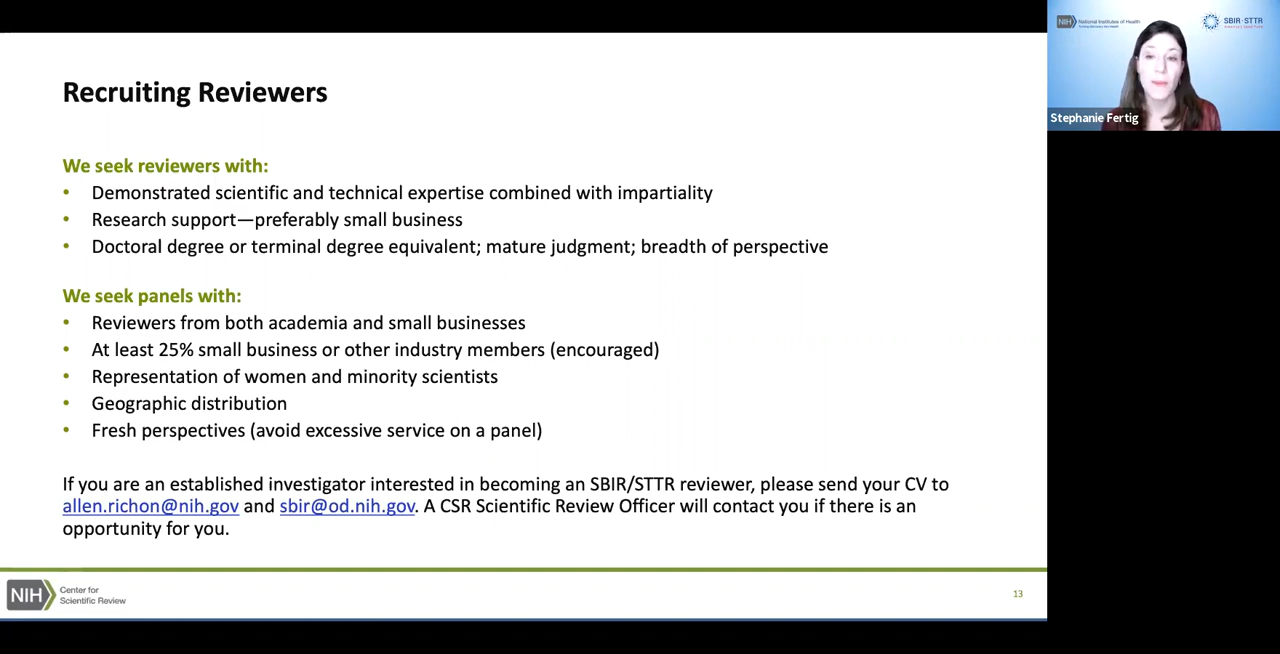 Recruiting Reviewers
We seek reviewers with:
• Demonstrated scientific and technical expertise combined with impartiality
• Research support—preferably small business
• Doctoral degree or terminal degree equivalent; mature judgment; breadth of perspective
We seek panels with:
• Reviewers from both academia and small businesses
• At least 25% small business or other industry members (encouraged)
• Representation of women and minority scientists
• Geographic distribution
• Fresh perspectives (avoid excessive service on a panel)
If you are an established investigator interested in becoming an SBIR/STTR reviewer, please send your CV to
allen.richon@nih.gov and sbir@od.nih.gov. A CSR Scientific Review Officer will contact you if there is an
opportunity for you.
NIH
Center for
Scientific Review
13
NIH
National Institutes of Health
SBIR·STTR
Stephanie Fertig